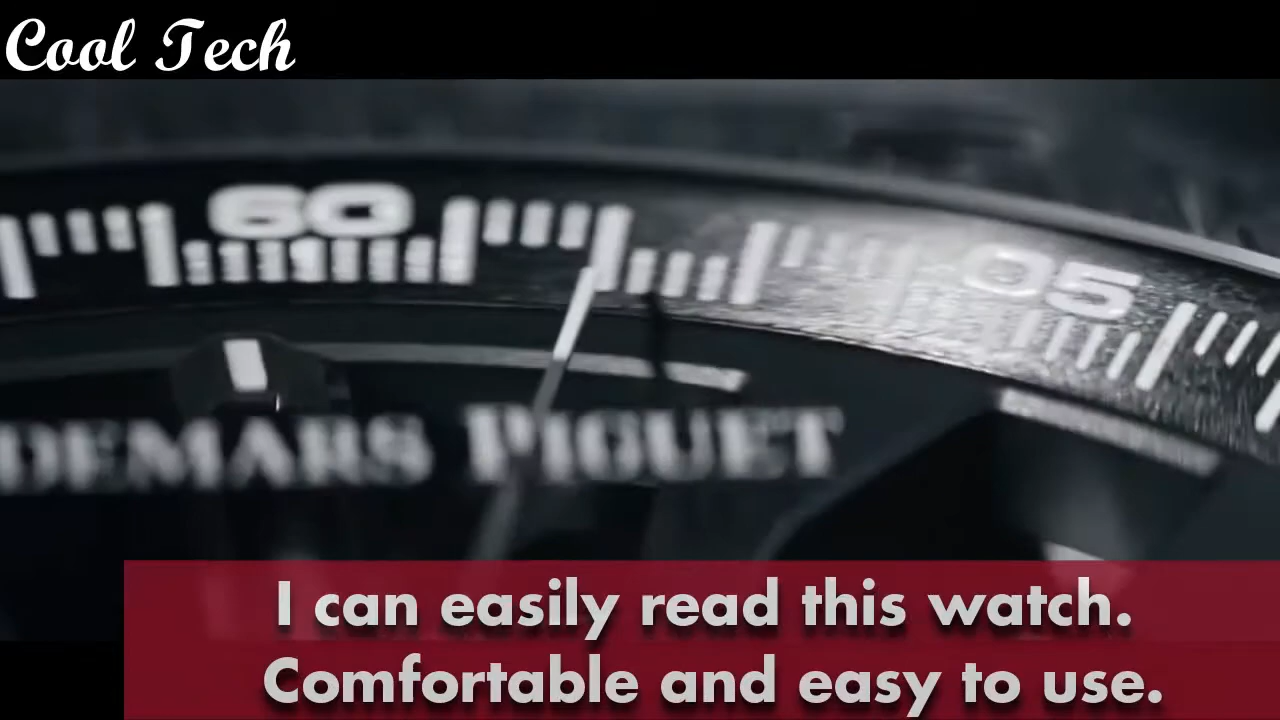 Cool Tech
60
05
DEMARS PIGUET
I can easily read this watch.
Comfortable and easy to use.